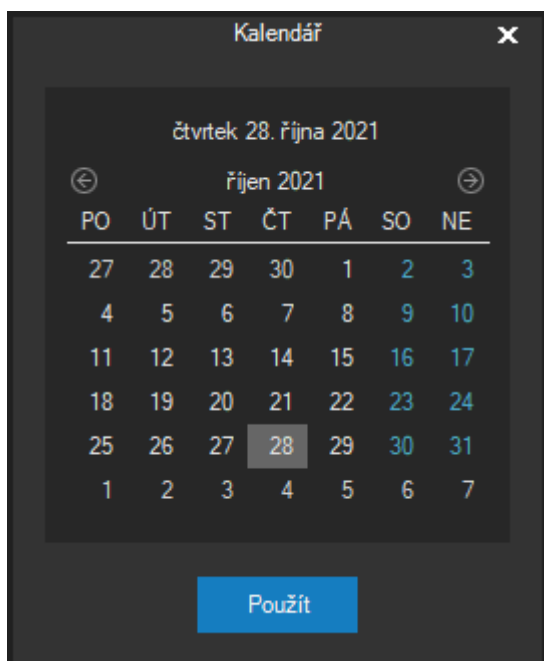 Kalendář
čtvrtek 28. října 2021
říjen 2021
PO ÚT ST ČT PÁ SO NE
27 28 29 30 1 2 3
4 5 6 7 8 9 10
11 12 13 14 15 16 17
18 19 20 21 22 23 24
25 26 27 28 29 30 31
1 2 3 4 5 6 7
Použít